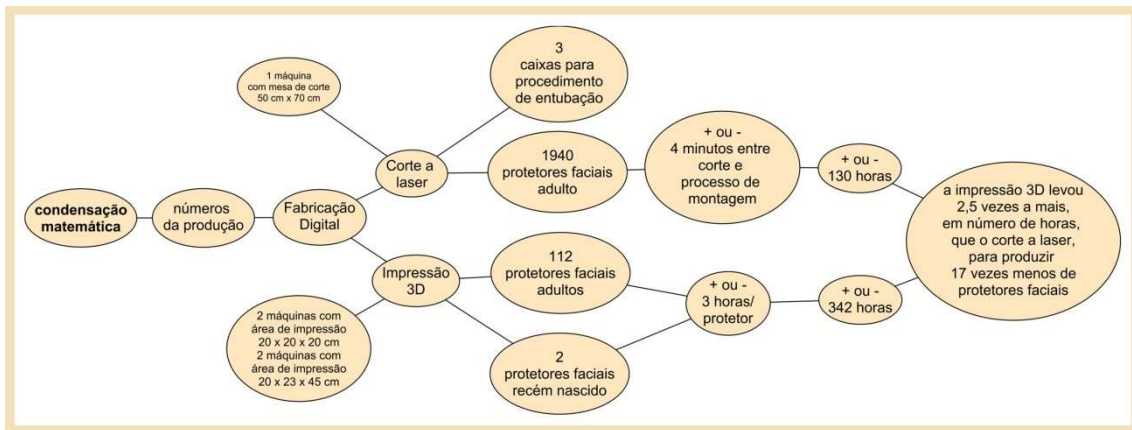 condensação
matemática
números
da produção
Fabricação
Digital
1 máquina
com mesa de corte
50 cm x 70 cm
Corte a
laser
3
caixas para
procedimento
de entubação
1940
protetores faciais
adulto
+ ou -
4 minutos entre
corte e
processo de
montagem
+ ou -
130 horas
Impressão
3D
2 máquinas com
área de impressão
20 x 20 x 20 cm
2 máquinas com
área de impressão
20 x 23 x 45 cm
112
protetores faciais
adultos
2
protetores faciais
recém nascido
+ ou -
3 horas/
protetor
+ ou -
342 horas
a impressão 3D levou
2,5 vezes a mais,
em número de horas,
que o corte a laser,
para produzir
17 vezes menos de
protetores faciais